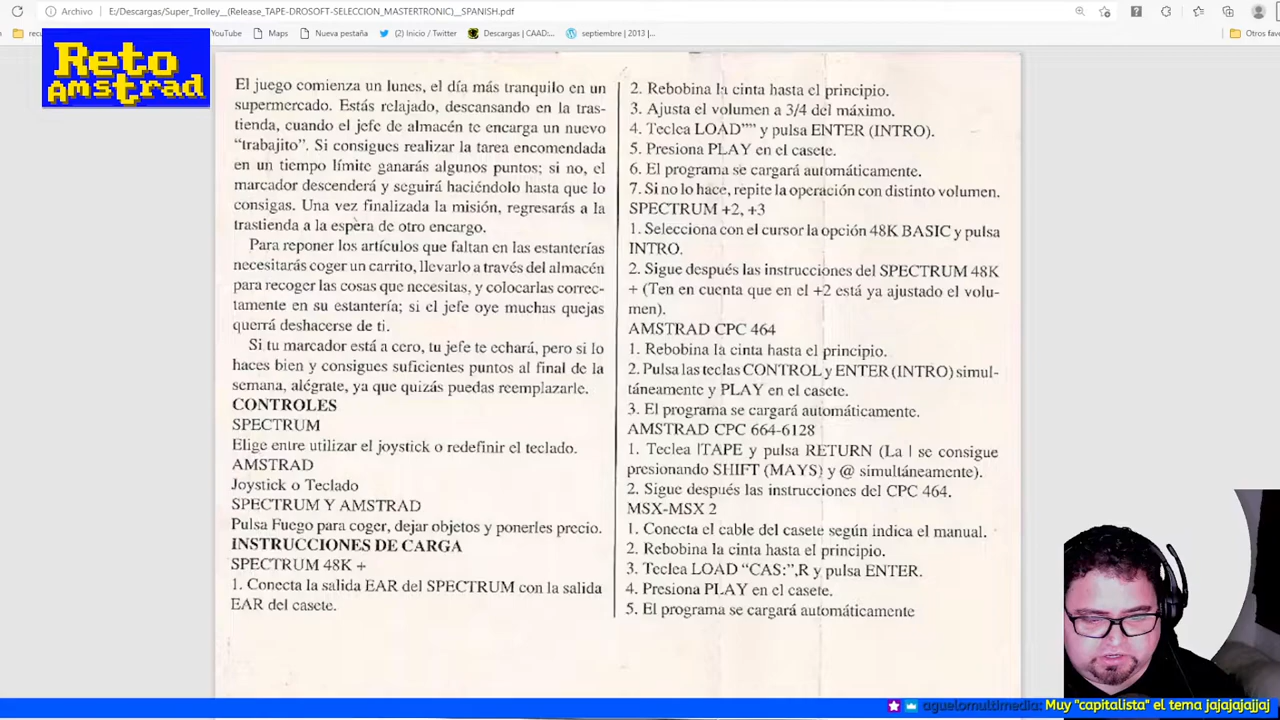 Archivo
E:/Descargas/Super_Trolley__(Release_TAPE-DROSOFT-SELECCION_MASTERTRONIC)__SPANISH.pdf
YouTube
Maps
Nueva pestaña
(2) Inicio / Twitter
Descargas | CAAD:...
septiembre | 2013 |...
Otros favo
Reto
Amstrad
El juego comienza un lunes, el día más tranquilo en un
supermercado. Estás relajado, descansando en la tras-
tienda, cuando el jefe de almacén te encarga un nuevo
“trabajito”. Si consigues realizar la tarea encomendada
en un tiempo límite ganarás algunos puntos; si no, el
marcador descenderá y seguirá haciéndolo hasta que lo
consigas. Una vez finalizada la misión, regresarás a la
trastienda a la espera de otro encargo.
Para reponer los artículos que faltan en las estanterías
necesitarás coger un carrito, llevarlo a través del almacén
para recoger las cosas que necesitas, y colocarlas correc-
tamente en su estantería; si el jefe oye muchas quejas
querrá deshacerse de ti.
Si tu marcador está a cero, tu jefe te echará, pero si lo
haces bien y consigues suficientes puntos al final de la
semana, alégrate, ya que quizás puedas reemplazarle.
CONTROLES
SPECTRUM
Elige entre utilizar el joystick o redefinir el teclado.
AMSTRAD
Joystick o Teclado
SPECTRUM Y AMSTRAD
Pulsa Fuego para coger, dejar objetos y ponerles precio.
INSTRUCCIONES DE CARGA
SPECTRUM 48K +
1. Conecta la salida EAR del SPECTRUM con la salida
EAR del casete.
2. Rebobina la cinta hasta el principio.
3. Ajusta el volumen a 3/4 del máximo.
4. Teclea LOAD”” y pulsa ENTER (INTRO).
5. Presiona PLAY en el casete.
6. El programa se cargará automáticamente.
7. Si no lo hace, repite la operación con distinto volumen.
SPECTRUM +2, +3
1. Selecciona con el cursor la opción 48K BASIC y pulsa
INTRO.
2. Sigue después las instrucciones del SPECTRUM 48K
+ (Ten en cuenta que en el +2 está ya ajustado el volu-
men).
AMSTRAD CPC 464
1. Rebobina la cinta hasta el principio.
2. Pulsa las teclas CONTROL y ENTER (INTRO) simul-
táneamente y PLAY en el casete.
3. El programa se cargará automáticamente.
AMSTRAD CPC 664-6128
1. Teclea |TAPE y pulsa RETURN (La | se consigue
presionando SHIFT (MAYS) y @ simultáneamente).
2. Sigue después las instrucciones del CPC 464.
MSX-MSX 2
1. Conecta el cable del casete según indica el manual.
2. Rebobina la cinta hasta el principio.
3. Teclea LOAD “CAS:”,R y pulsa ENTER.
4. Presiona PLAY en el casete.
5. El programa se cargará automáticamente
aguelomultimedia: Muy "capitalista" el tema jajajajajjaj